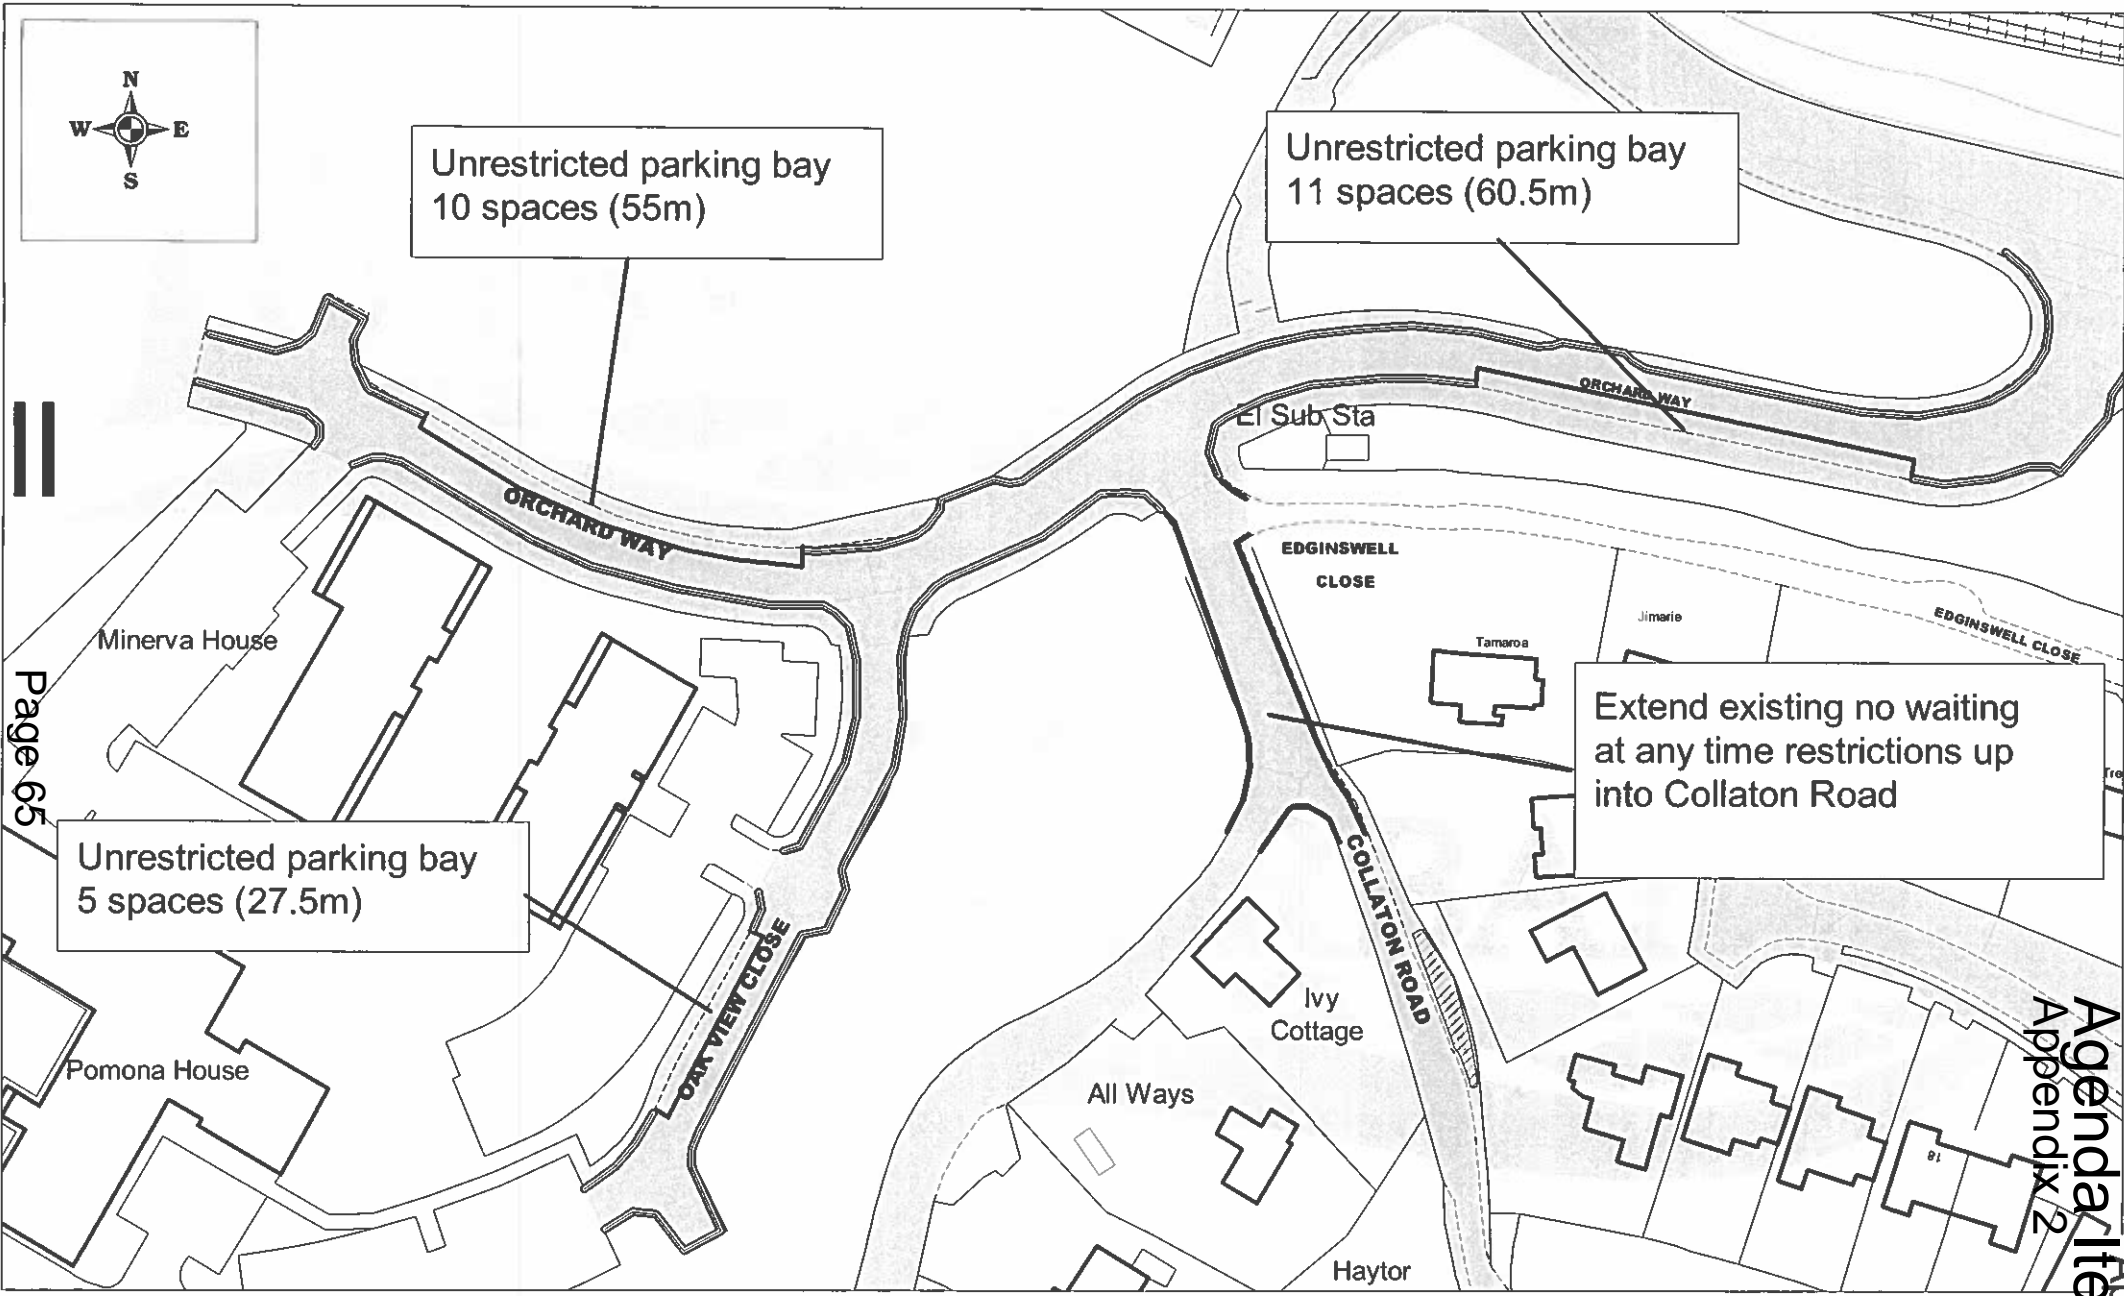 N
W E
S
Unrestricted parking bay
10 spaces (55m)
Unrestricted parking bay
11 spaces (60.5m)
ORCHARD WAY
El Sub Sta
ORCHARD WAY
EDGINSWELL
CLOSE
Jimarie
EDGINSWELL CLOSE
Tamaroa
Minerva House
Extend existing no waiting
at any time restrictions up
into Collaton Road
Page 65
Unrestricted parking bay
5 spaces (27.5m)
COLLATON ROAD
OAK VIEW CLOSE
Ivy
Cottage
Pomona House
All Ways
18
Haytor
Agenda Ite
Appendix 2